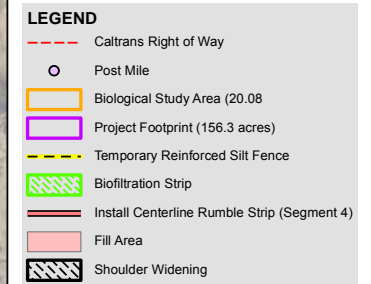 LEGEND
Caltrans Right of Way
Post Mile
Biological Study Area (20.08
Project Footprint (156.3 acres)
Temporary Reinforced Silt Fence
Biofiltration Strip
Install Centerline Rumble Strip (Segment 4)
Fill Area
Shoulder Widening